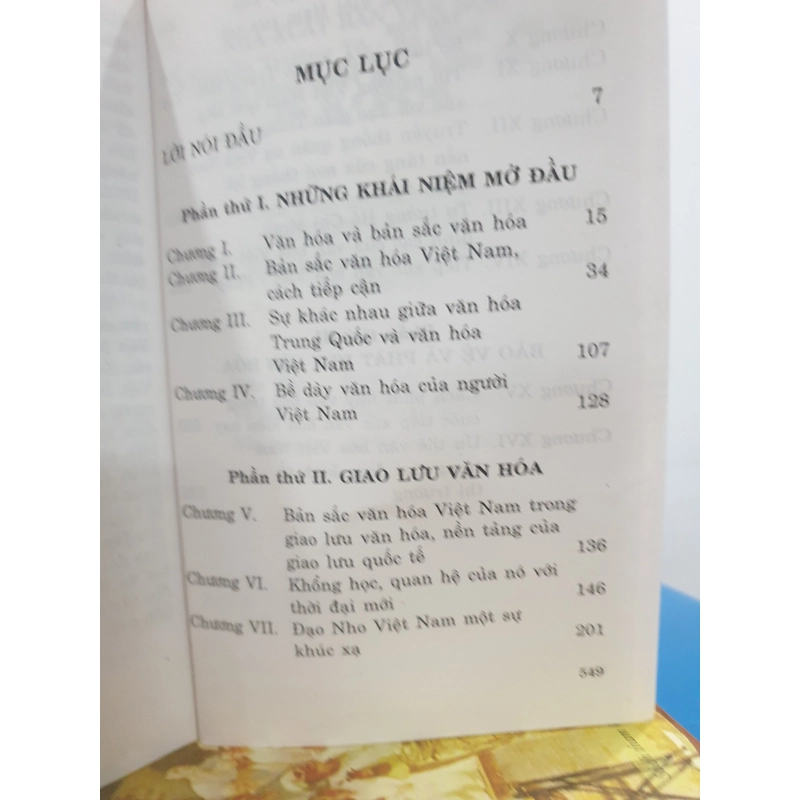 MỤC LỤC
LỜI NÓI ĐẦU 7
Phần thứ I. NHỮNG KHÁI NIỆM MỞ ĐẦU
Chương I. Văn hóa và bản sắc văn hóa 15
Chương II. Bản sắc văn hóa Việt Nam,
cách tiếp cận 34
Chương III. Sự khác nhau giữa văn hóa
Trung Quốc và văn hóa
Việt Nam 107
Chương IV. Bề dày văn hóa của người
Việt Nam 128
Phần thứ II. GIAO LƯU VĂN HÓA
Chương V. Bản sắc văn hóa Việt Nam trong
giao lưu văn hóa, nền tảng của
giao lưu quốc tế 136
Chương VI. Khổng học, quan hệ của nó với
thời đại mới 146
Chương VII. Đạo Nho Việt Nam một sự
khúc xạ 201
549